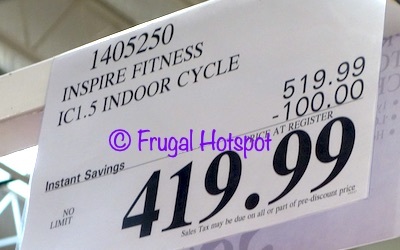 1405250
INSPIRE FITNESS
IC1.5 INDOOR CYCLE
519.99
-100.00
PRICE AT REGISTER
© Frugal Hotspot
Instant Savings
419.99
NO
LIMIT
Sales Tax may be due on all or part of pre-discount price